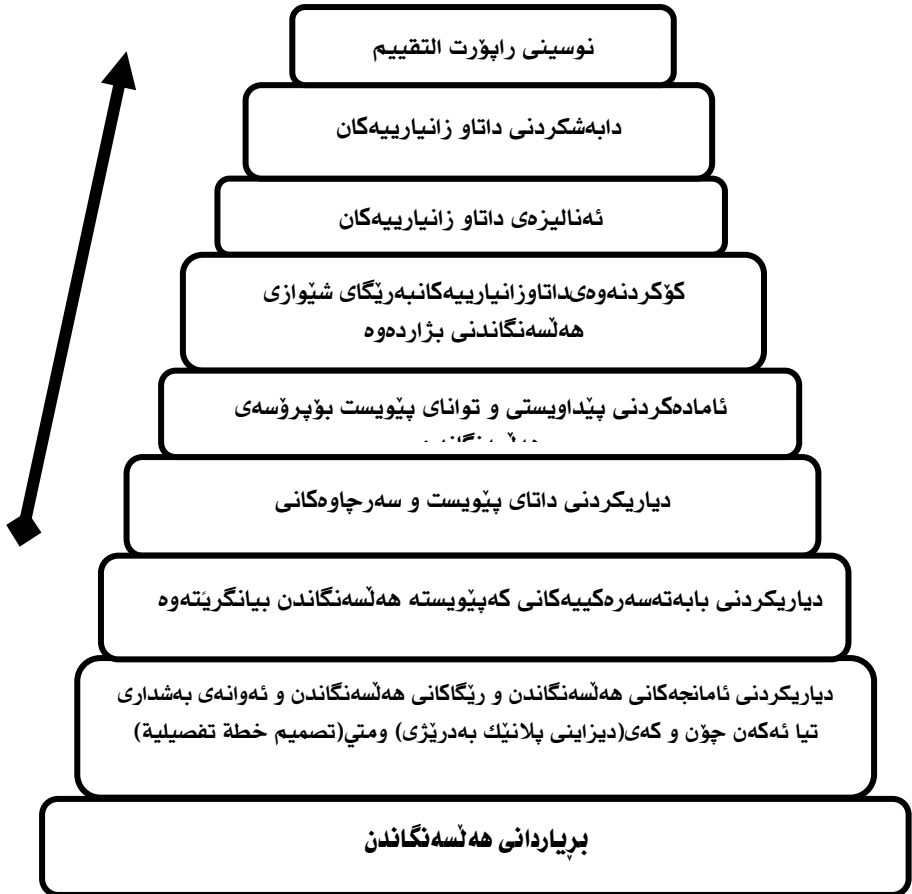 نوسینی راپۆرت التقییم
دابەشکردنی داتاو زانیارییەکان
ئەنالیزەی داتاو زانیارییەکان
کۆکردنەوەیداتاوزانیارییەکانبەرێگای شێوازی
هەڵسەنگاندنی بژاردەوە
ئامادەکردنی پێداویستی و توانای پێویست بۆپرۆسەی
دیاریکردنی داتای پێویست و سەرچاوەکانی
دیاریکردنی بابەتەسەرەکییەکانی کەپێویستە هەڵسەنگاندن بیانگرێتەوە
دیاریکردنی ئامانجەکانی هەڵسەنگاندن و رێگاکانی هەڵسەنگاندن و ئەوانەی بەشداری
تیا ئەکەن چۆن و کەی(دیزاینی پلانێك بەدرێژی) ومتي(تصمیم خطة تفصیلیة)
بڕیاردانی هەڵسەنگاندن